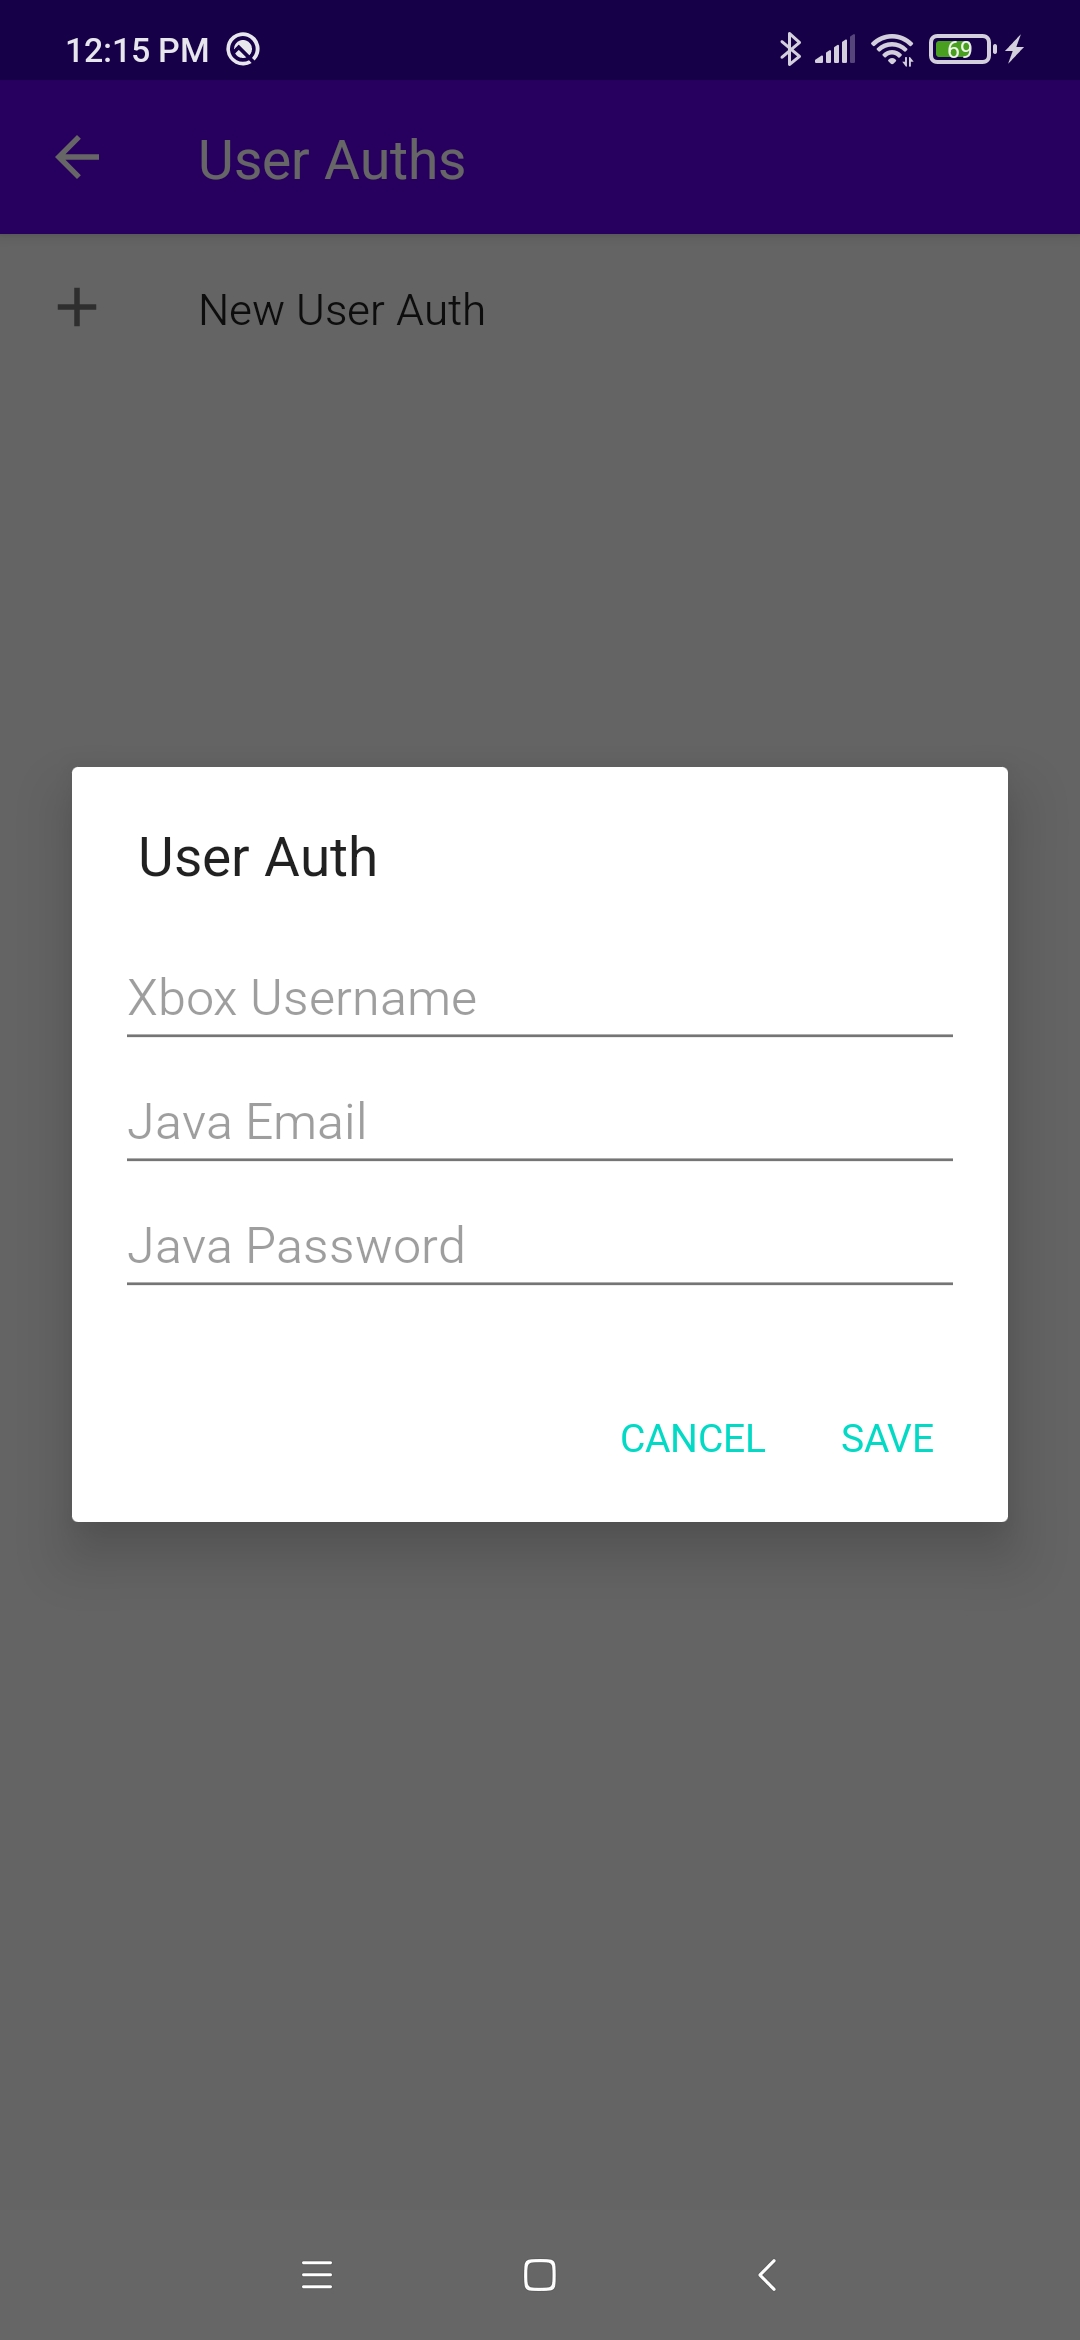 12:15 PM
69
User Auths
New User Auth
User Auth
Xbox Username
Java Email
Java Password
CANCEL SAVE